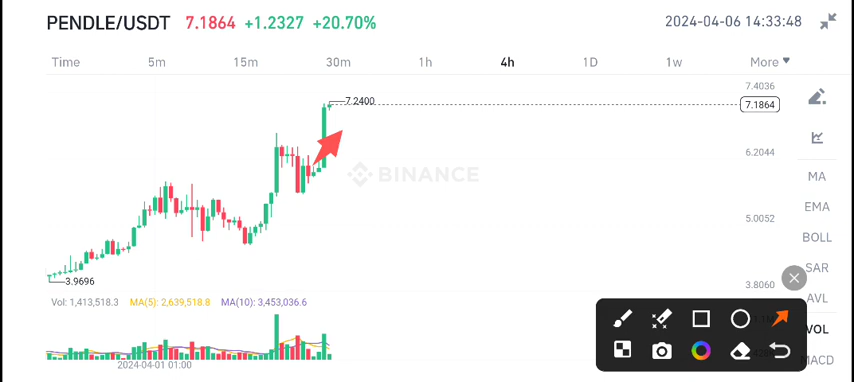 PENDLE/USDT 7.1864 +1.2327 +20.70% 2024-04-06 14:33:48
Time 5m 15m 30m 1h 4h 1D 1w More
7.4036
7.2400
7.1864
6.2044
BINANCE
MA
5.0052
EMA
BOLL
SAR
3.9696
3.8060
AVL
Vol: 1,413,518.3 MA(5): 2,639,518.8 MA(10): 3,453,036.6
VOL
MACD
2024-04-01 01:00